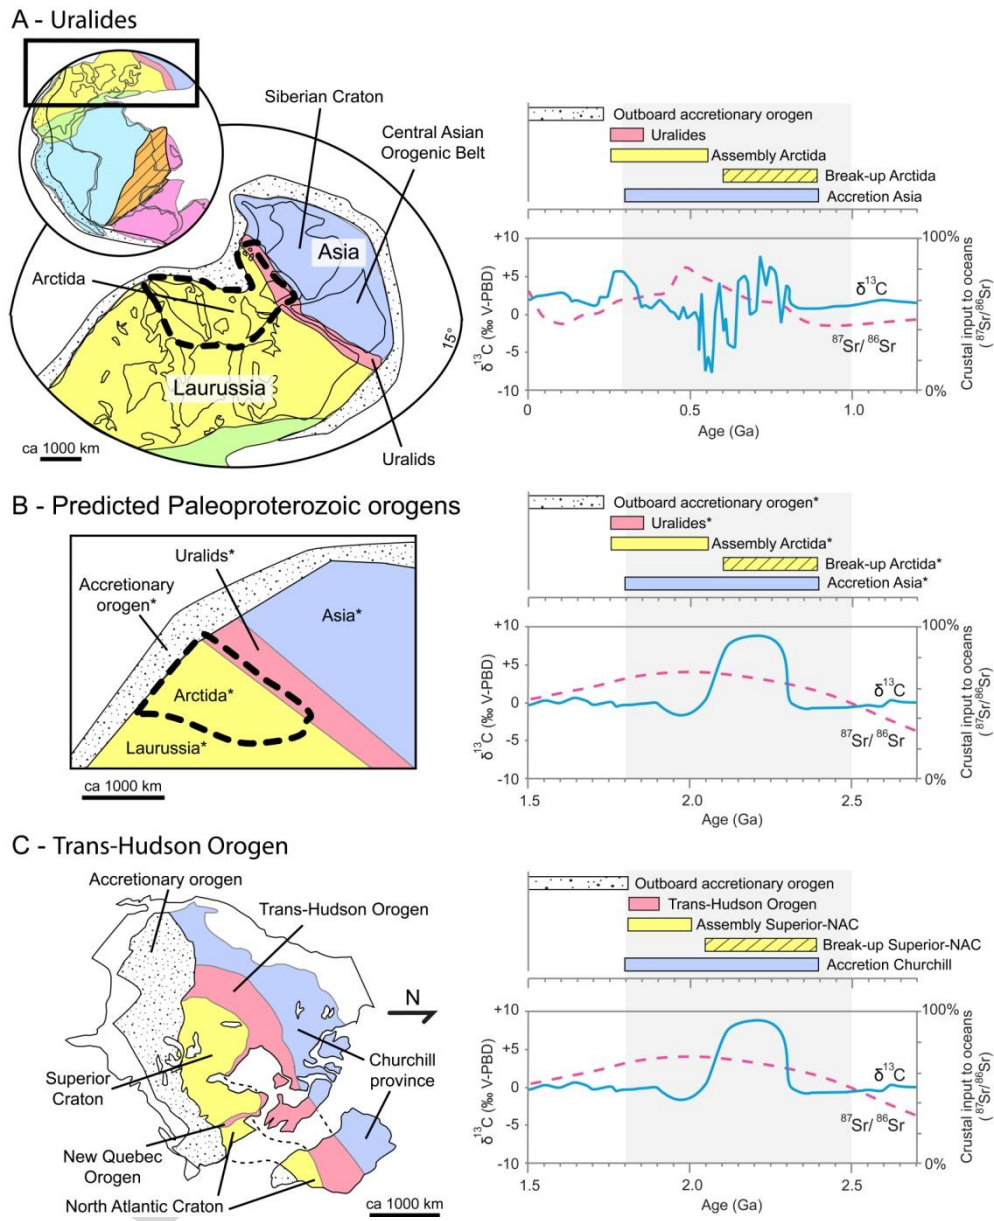 A - Uralides
Siberian Craton
Central Asian
Orogenic Belt
Asia
Arctida
Laurussia
15°
ca 1000 km
Uralids
Outboard accretionary orogen
Uralides
Assembly Arctida
Break-up Arctida
Accretion Asia
+10
+5
0
-5
-10
δ13C (‰ V-PBD)
δ13C
87Sr/ 86Sr
100%
0%
Crustal input to oceans
( 87Sr/86Sr)
0
0.5
1.0
Age (Ga)
B - Predicted Paleoproterozoic orogens
Uralids*
Accretionary
orogen*
Asia*
Arctida*
Laurussia*
ca 1000 km
Outboard accretionary orogen*
Uralides*
Assembly Arctida*
Break-up Arctida*
Accretion Asia*
+10
+5
0
-5
-10
δ13C (‰ V-PBD)
δ13C
87Sr/ 86Sr
100%
0%
Crustal input to oceans
( 87Sr/86Sr)
1.5
2.0
2.5
Age (Ga)
C - Trans-Hudson Orogen
Accretionary orogen
Trans-Hudson Orogen
N
Churchill
province
Superior
Craton
New Quebec
Orogen
North Atlantic Craton
ca 1000 km
Outboard accretionary orogen
Trans-Hudson Orogen
Assembly Superior-NAC
Break-up Superior-NAC
Accretion Churchill
+10
+5
0
-5
-10
δ13C (‰ V-PBD)
δ13C
87Sr/ 86Sr
100%
0%
Crustal input to oceans
( 87Sr/86Sr)
1.5
2.0
2.5
Age (Ga)